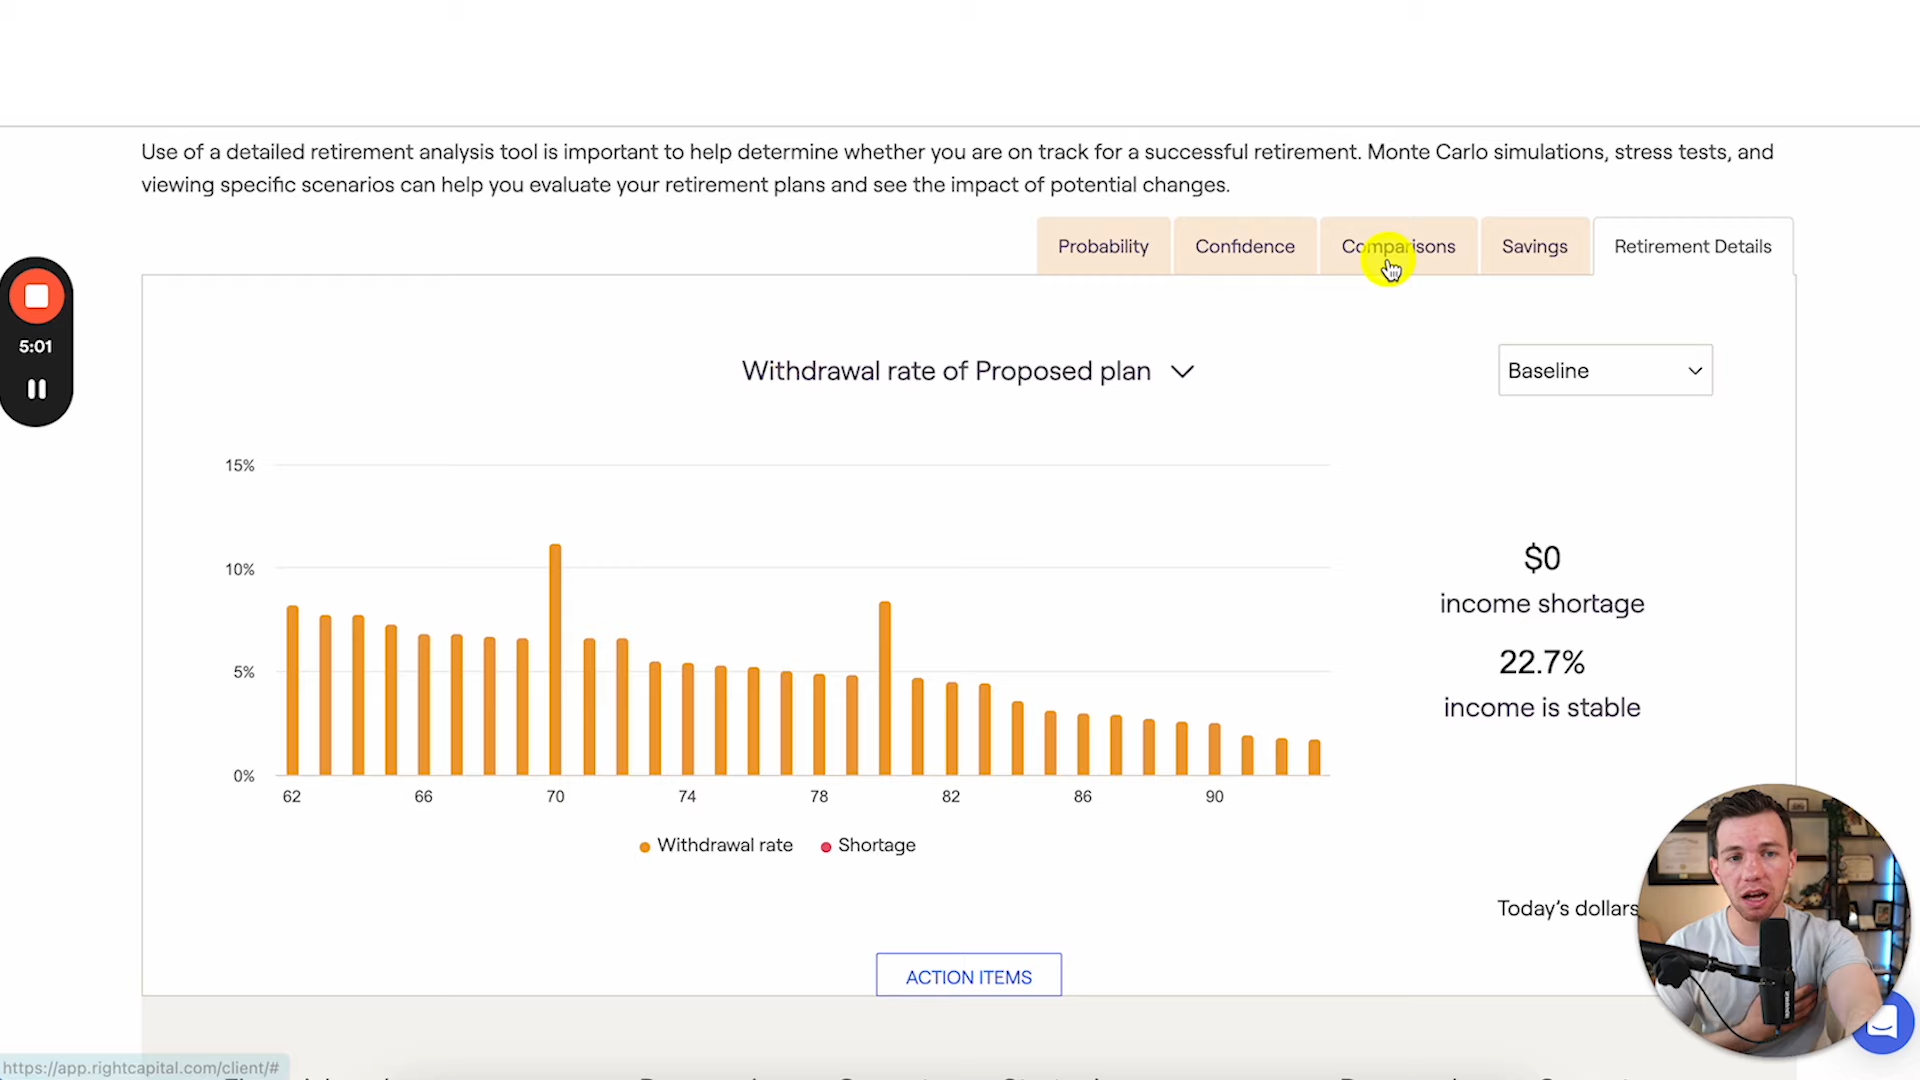 Use of a detailed retirement analysis tool is important to help determine whether you are on track for a successful retirement. Monte Carlo simulations, stress tests, and
viewing specific scenarios can help you evaluate your retirement plans and see the impact of potential changes.
Probability Confidence Comparisons Savings Retirement Details
5:01
Withdrawal rate of Proposed plan
Baseline
15%
10%
5%
0%
62 66 70 74 78 82 86 90
Withdrawal rate Shortage
$0
income shortage
22.7%
income is stable
Today's dollars
ACTION ITEMS
https://app.rightcapital.com/client/#